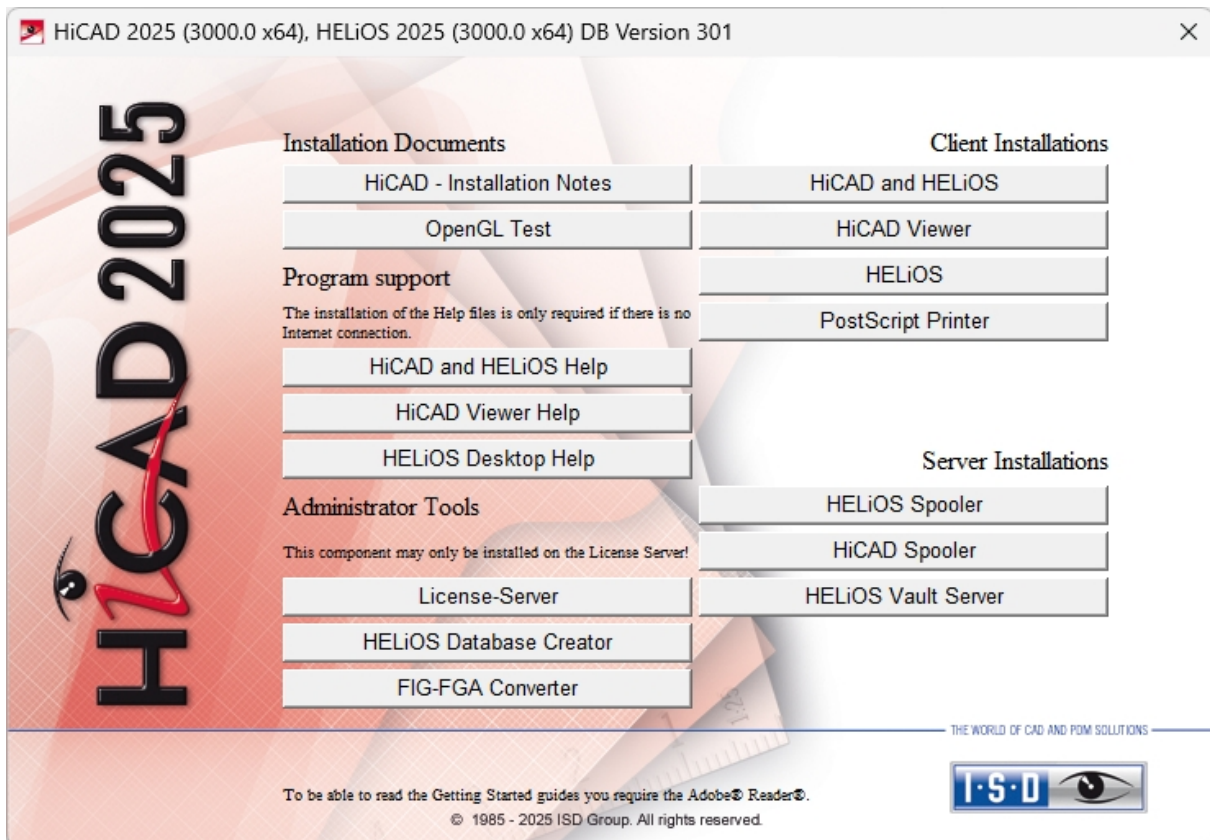 HiCAD 2025 (3000.0 x64), HELiOS 2025 (3000.0 x64) DB Version 301
HiCAD 2025
Installation Documents
HiCAD - Installation Notes
OpenGL Test
Program support
The installation of the Help files is only required if there is no
Internet connection.
HiCAD and HELiOS Help
HiCAD Viewer Help
HELiOS Desktop Help
Administrator Tools
This component may only be installed on the License Server!
License-Server
HELiOS Database Creator
FIG-FGA Converter
Client Installations
HiCAD and HELiOS
HiCAD Viewer
HELiOS
PostScript Printer
Server Installations
HELiOS Spooler
HiCAD Spooler
HELiOS Vault Server
1:25
1
THE WORLD OF CAD AND PDM SOLUTIONS
I·S·D
To be able to read the Getting Started guides you require the Adobe® Reader®.
© 1985 - 2025 ISD Group. All rights reserved.